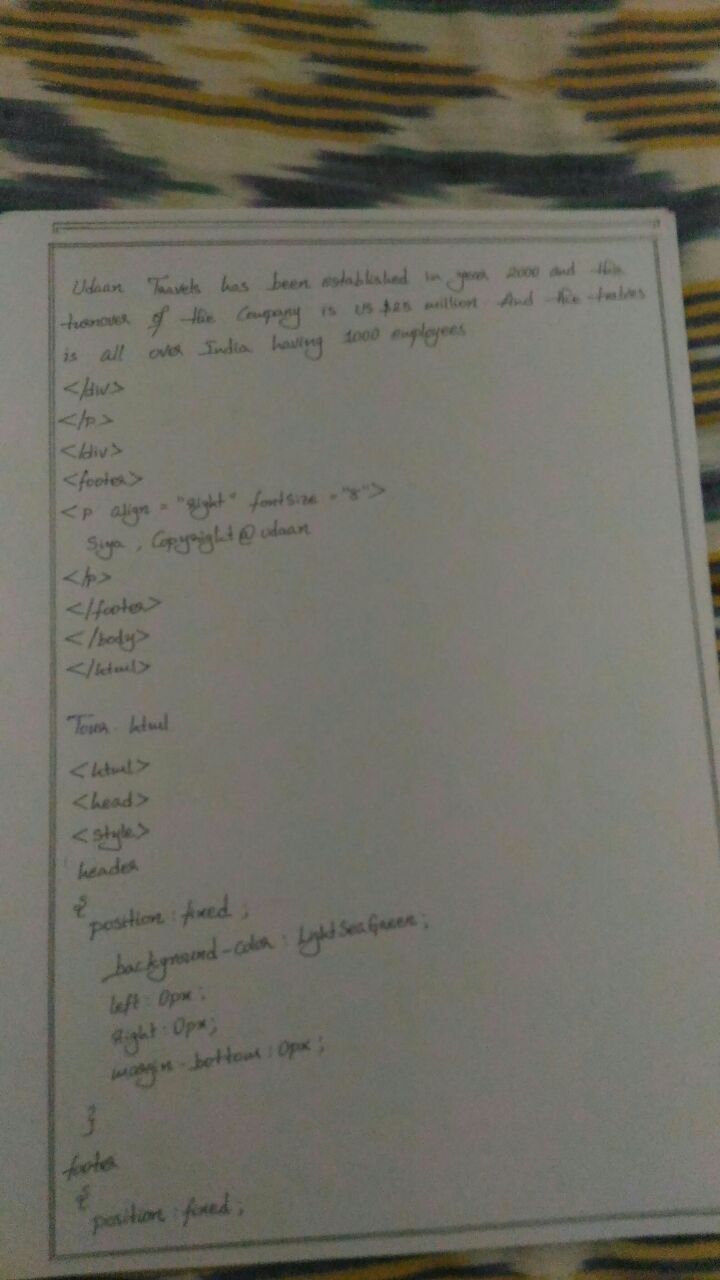 Udaan Travels has been established in year 2000 and the
turnover of the Company is US $25 million. And the
is all over India having 1000 employees
</div>
</p>
</div>
<footer>
<p align = "right" fontsize = "8">
Siya, Copyright @ udaan
</p>
</footer>
</body>
</html>
Tour. html
<html>
<head>
<style>
header
{
position : fixed ;
background-color : LightSeaGreen ;
left : 0px ;
right : 0px ;
margin-bottom : 0px ;
}
footer
{
position : fixed ;